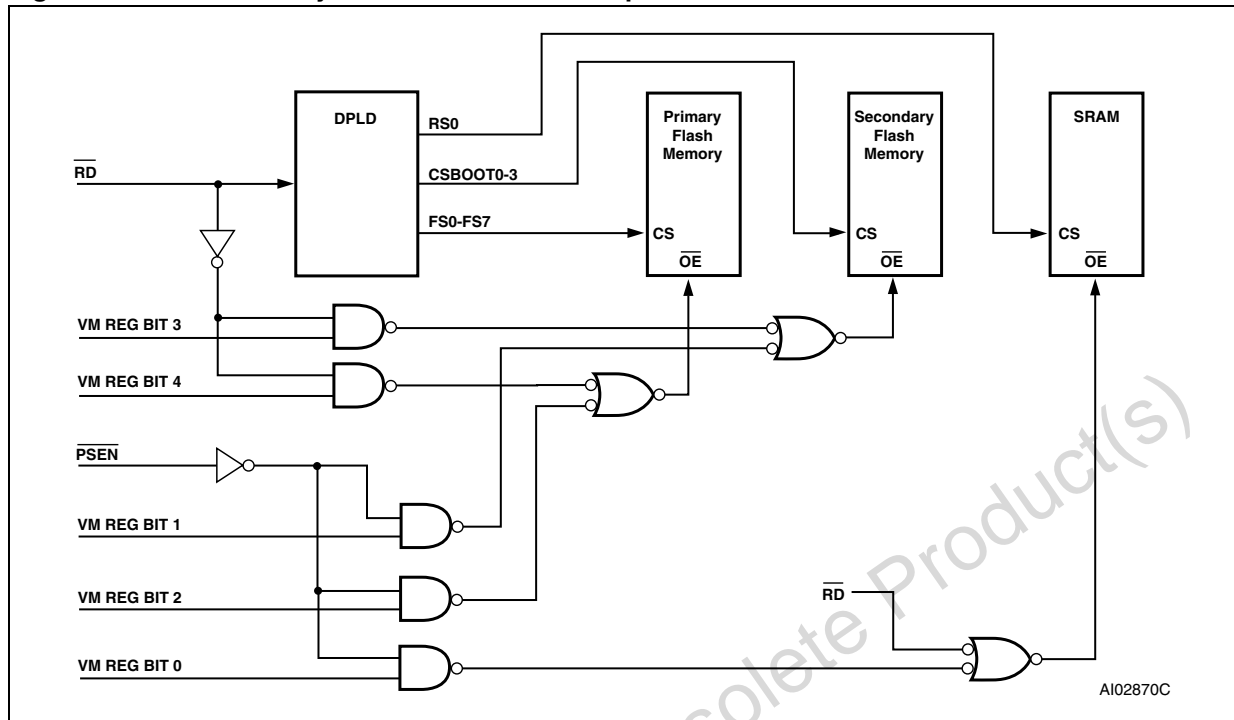 DPLD
RS0
CSBOOT0-3
FS0-FS7
Primary
Flash
Memory
CS
OE
Secondary
Flash
Memory
CS
OE
SRAM
CS
OE
RD
VM REG BIT 3
VM REG BIT 4
PSEN
VM REG BIT 1
VM REG BIT 2
VM REG BIT 0
RD
AI02870C
solete Product(s)